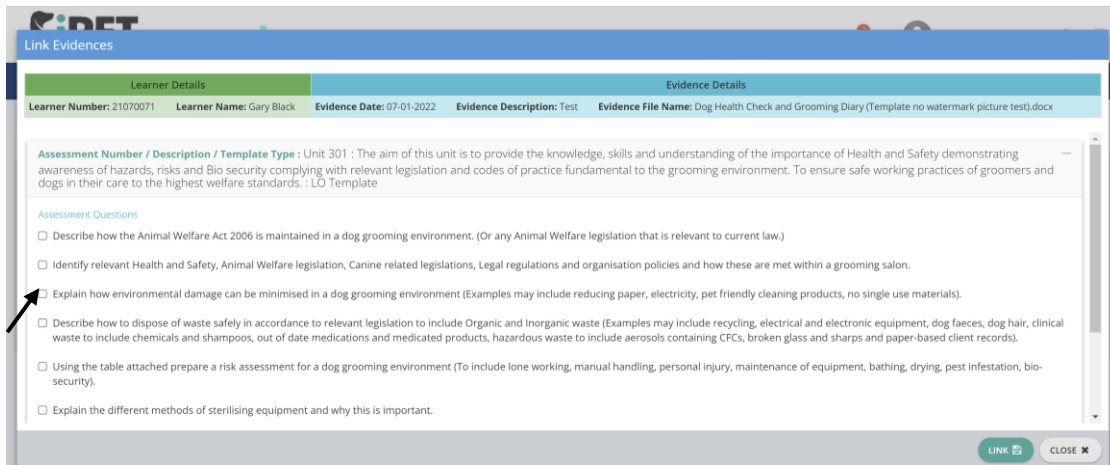 iPET
Link Evidences
Learner Details
Evidence Details
Learner Number: 21070071 Learner Name: Gary Black Evidence Date: 07-01-2022 Evidence Description: Test Evidence File Name: Dog Health Check and Grooming Diary (Template no watermark picture test).docx
Assessment Number / Description / Template Type : Unit 301 : The aim of this unit is to provide the knowledge, skills and understanding of the importance of Health and Safety demonstrating
awareness of hazards, risks and Bio security complying with relevant legislation and codes of practice fundamental to the grooming environment. To ensure safe working practices of groomers and
dogs in their care to the highest welfare standards. : LO Template
Assessment Questions
Describe how the Animal Welfare Act 2006 is maintained in a dog grooming environment. (Or any Animal Welfare legislation that is relevant to current law.)
Identify relevant Health and Safety, Animal Welfare legislation, Canine related legislations, Legal regulations and organisation policies and how these are met within a grooming salon.
Explain how environmental damage can be minimised in a dog grooming environment (Examples may include reducing paper, electricity, pet friendly cleaning products, no single use materials).
Describe how to dispose of waste safely in accordance to relevant legislation to include Organic and Inorganic waste (Examples may include recycling, electrical and electronic equipment, dog faeces, dog hair, clinical
waste to include chemicals and shampoos, out of date medications and medicated products, hazardous waste to include aerosols containing CFCs, broken glass and sharps and paper-based client records).
Using the table attached prepare a risk assessment for a dog grooming environment (To include lone working, manual handling, personal injury, maintenance of equipment, bathing, drying, pest infestation, bio-
security).
Explain the different methods of sterilising equipment and why this is important.
LINK
CLOSE